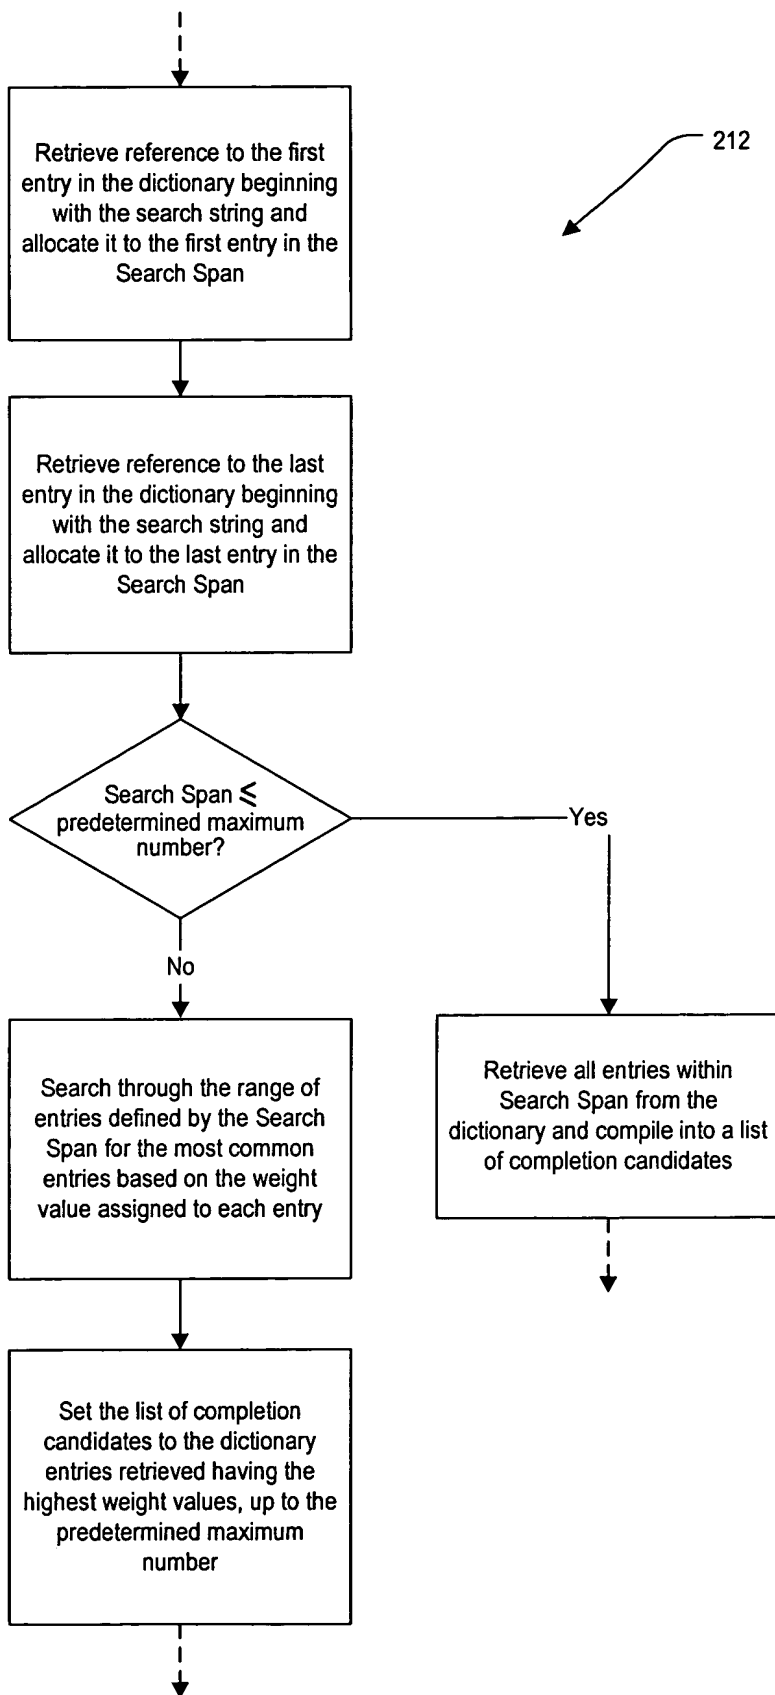 Retrieve reference to the first
entry in the dictionary beginning
with the search string and
allocate it to the first entry in the
Search Span
212
Retrieve reference to the last
entry in the dictionary beginning
with the search string and
allocate it to the last entry in the
Search Span
Search Span ≤
predetermined maximum
number?
Yes
No
Search through the range of
entries defined by the Search
Span for the most common
entries based on the weight
value assigned to each entry
Retrieve all entries within
Search Span from the
dictionary and compile into a list
of completion candidates
Set the list of completion
candidates to the dictionary
entries retrieved having the
highest weight values, up to the
predetermined maximum
number